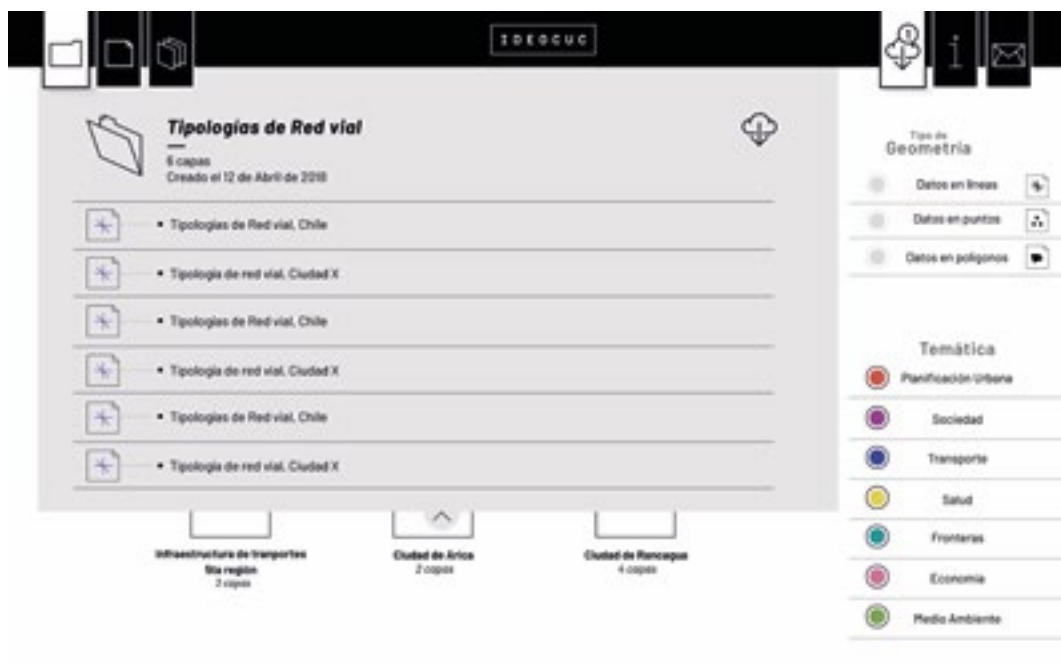 IDEOCUC
1
i
Tipologías de Red vial
6 capas
Creado el 12 de Abril de 2018
• Tipologías de Red vial, Chile
• Tipología de red vial, Ciudad X
• Tipologías de Red vial, Chile
• Tipología de red vial, Ciudad X
• Tipologías de Red vial, Chile
• Tipología de red vial, Ciudad X
Infraestructura de tranportes
5ta región
2 capas
Ciudad de Arica
2 capas
Ciudad de Rancagua
4 capas
Tipo de
Geometría
Datos en líneas
Datos en puntos
Datos en polígonos
Temática
Planificación Urbana
Sociedad
Transporte
Salud
Fronteras
Economía
Medio Ambiente